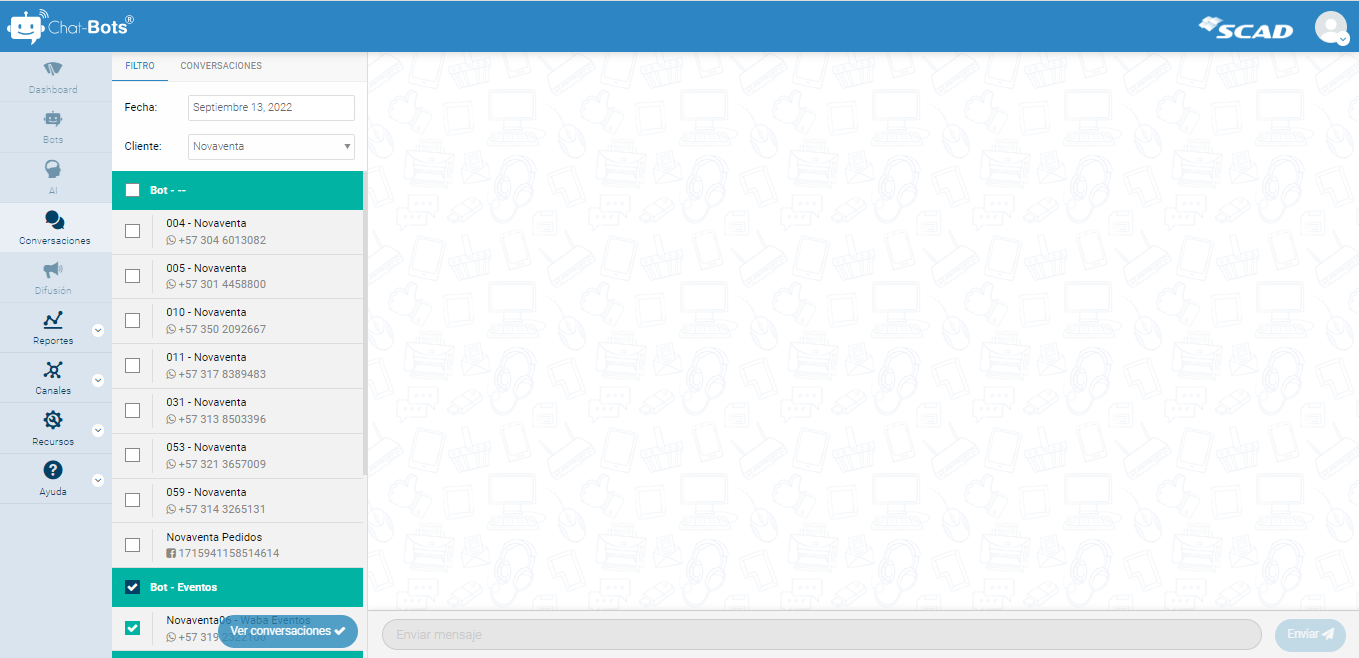 Chat-Bots®
SCAD
Dashboard
Bots
AI
Conversaciones
Difusión
Reportes
Canales
Recursos
Ayuda
FILTRO CONVERSACIONES
Fecha: Septiembre 13, 2022
Cliente: Novaventa
Bot - --
004 - Novaventa
+57 304 6013082
005 - Novaventa
+57 301 4458800
010 - Novaventa
+57 350 2092667
011 - Novaventa
+57 317 8389483
031 - Novaventa
+57 313 8503396
053 - Novaventa
+57 321 3657009
059 - Novaventa
+57 314 3265131
Novaventa Pedidos
1715941158514614
Bot - Eventos
Novaventa06 - Waba Eventos
+57 319
Ver conversaciones
Enviar mensaje
Enviar